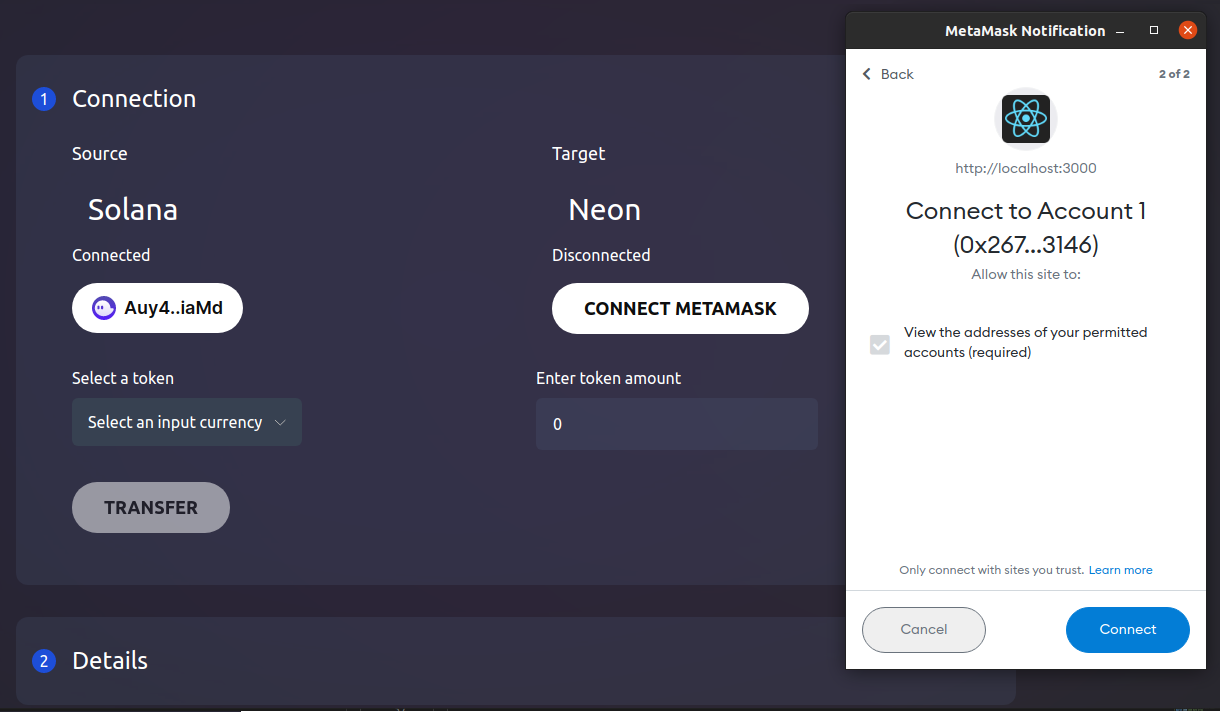 1 Connection
Source
Target
Solana
Neon
Connected
Disconnected
Auy4..iaMd
CONNECT METAMASK
Select a token
Enter token amount
Select an input currency
0
TRANSFER
2 Details
MetaMask Notification
Back
2 of 2
http://localhost:3000
Connect to Account 1
(0x267...3146)
Allow this site to:
View the addresses of your permitted
accounts (required)
Only connect with sites you trust. Learn more
Cancel
Connect